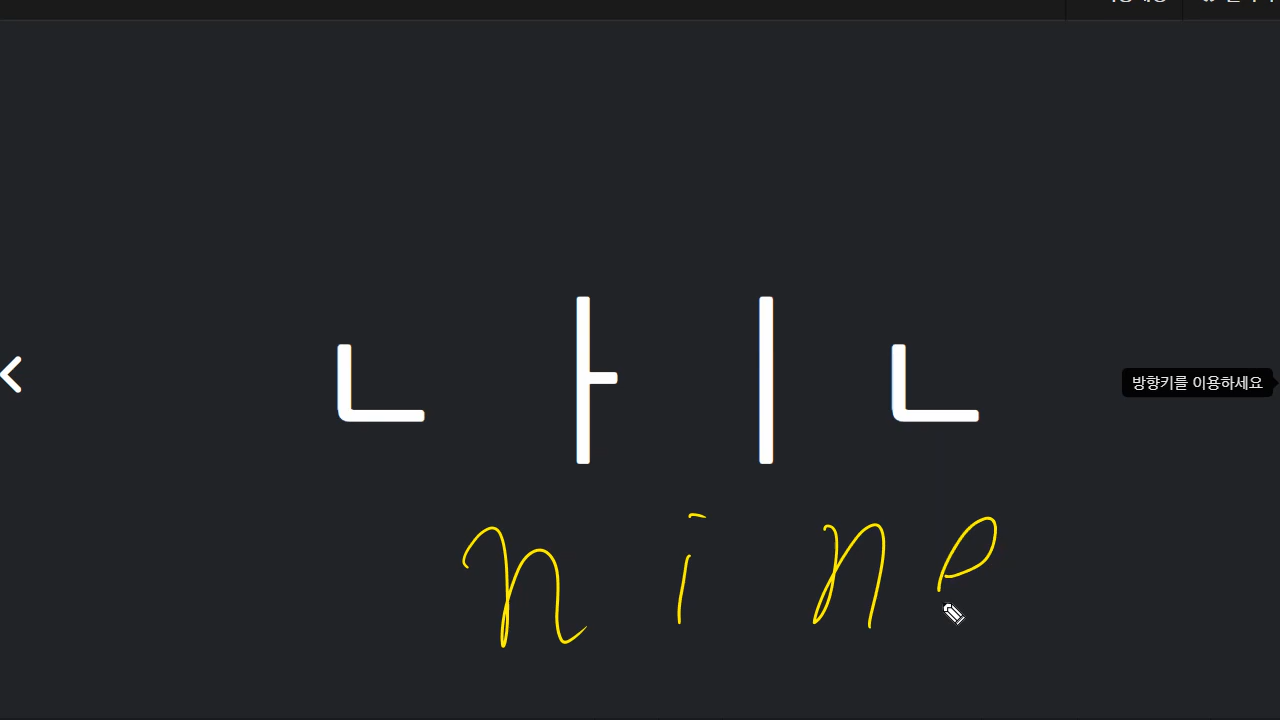 방향키를 이용하세요
ㄴ ㅏ ㅣ ㄴ
n i n e